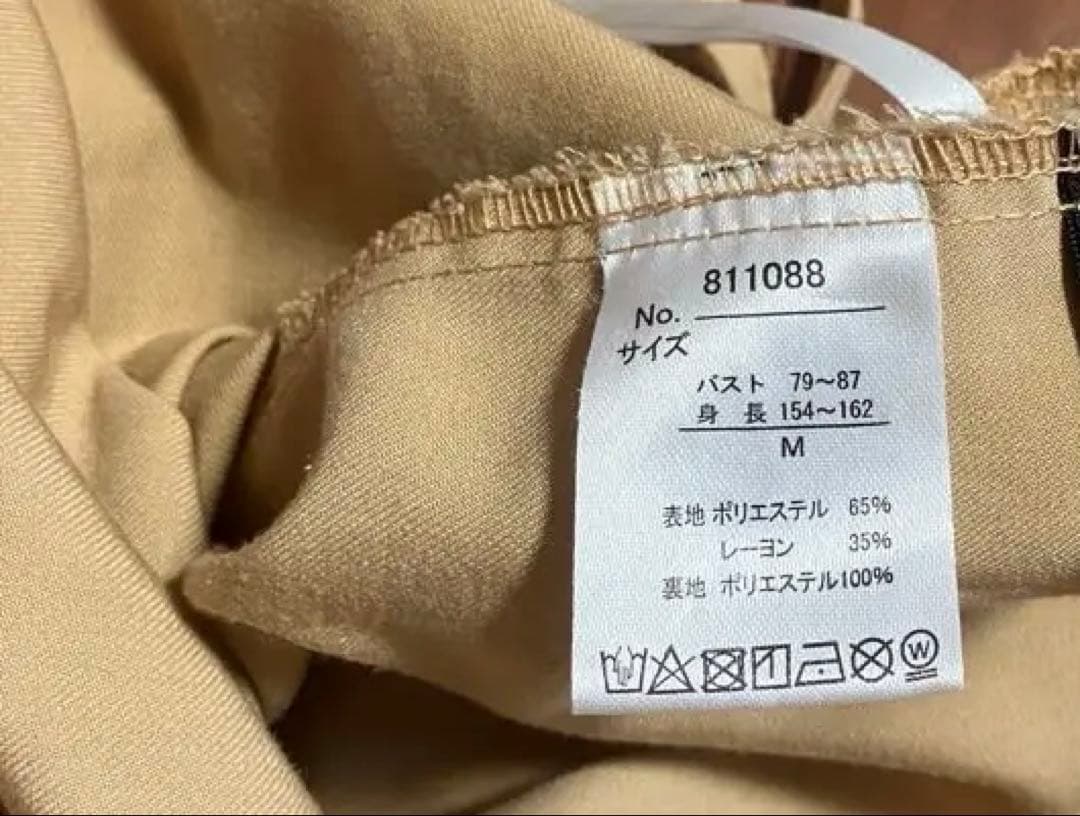 811088
No.
サイズ
バスト 79〜87
身 長 154〜162
M
表地 ポリエステル 65%
レーヨン 35%
裏地 ポリエステル100%
W